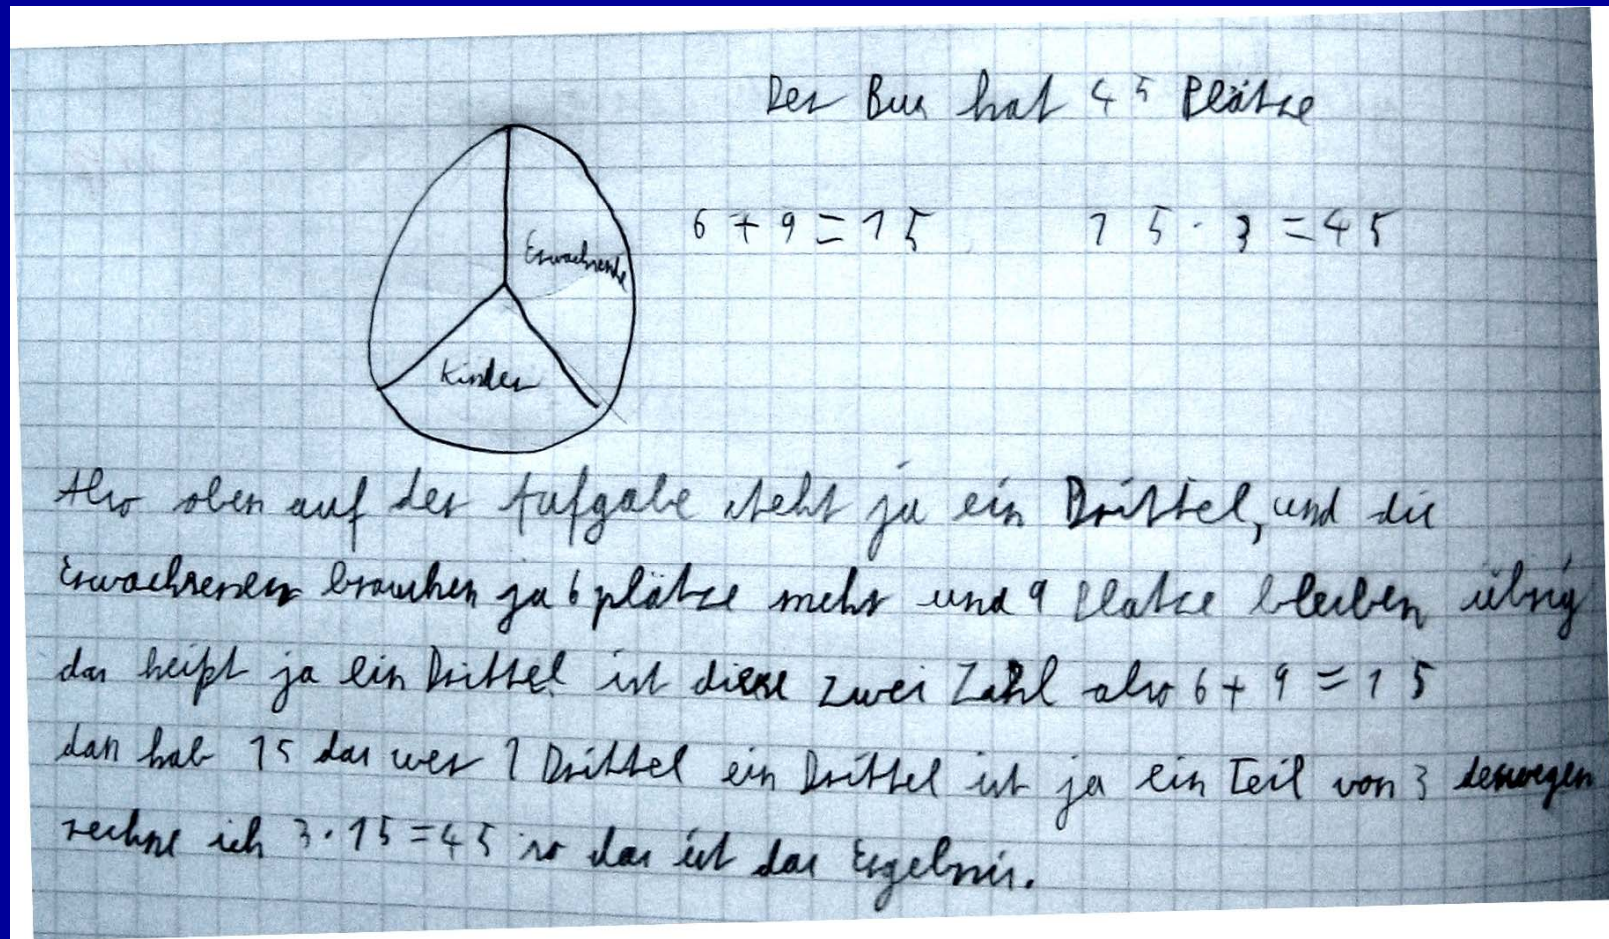 Der Bus hat 45 Plätze
6 + 9 = 15 15 · 3 = 45
Erwachsende
Kinder
Also oben auf der Aufgabe steht ja ein Drittel, und die
Erwachsenen brauchen ja 6 plätze mehr und 9 Platze bleiben übrig
das heißt ja ein Drittel ist diese zwei Zahl also 6 + 9 = 15
dan hab 15 das wer 1 Drittel ein Drittel ist ja ein Teil von 3 deswegen
rechne ich 3 · 15 = 45 so das ist das Ergebnis.